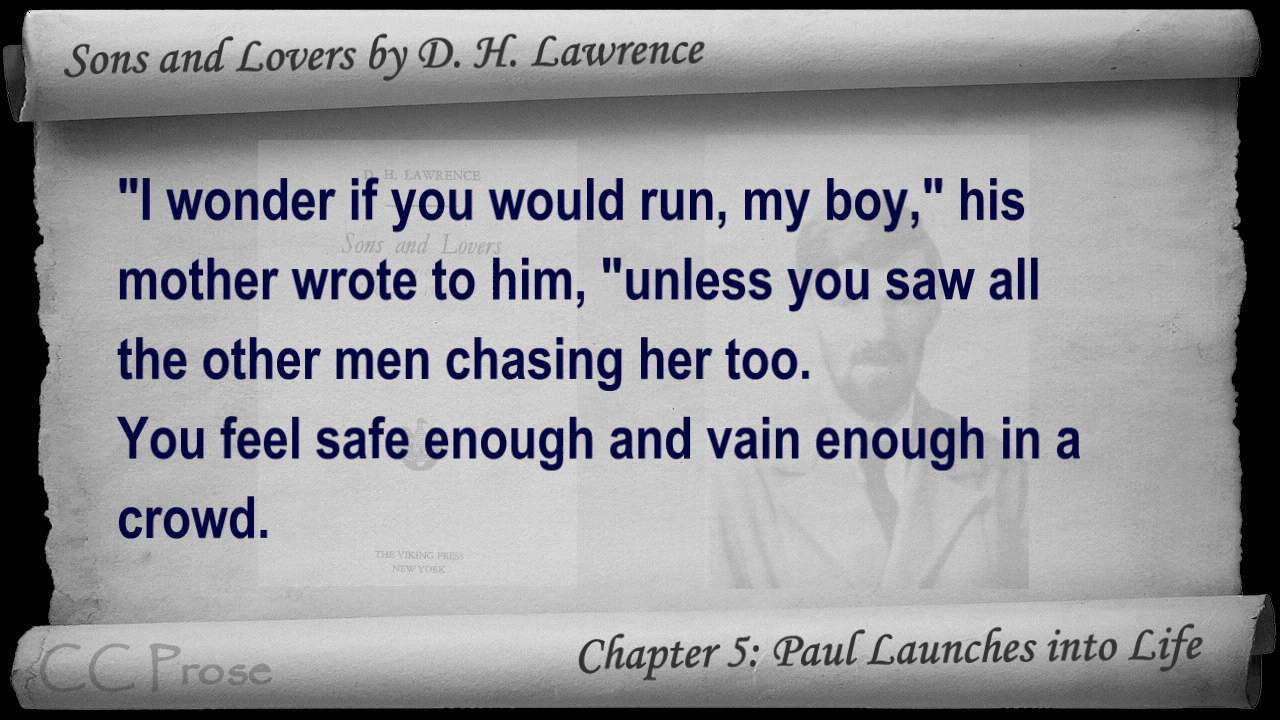 Sons and Lovers by D. H. Lawrence
D. H. LAWRENCE
"I wonder if you would run, my boy," his
Sons and Lovers
mother wrote to him, "unless you saw all
the other men chasing her too.
You feel safe enough and vain enough in a
crowd.
THE VIKING PRESS
NEW YORK
Chapter 5: Paul Launches into Life
CC Prose